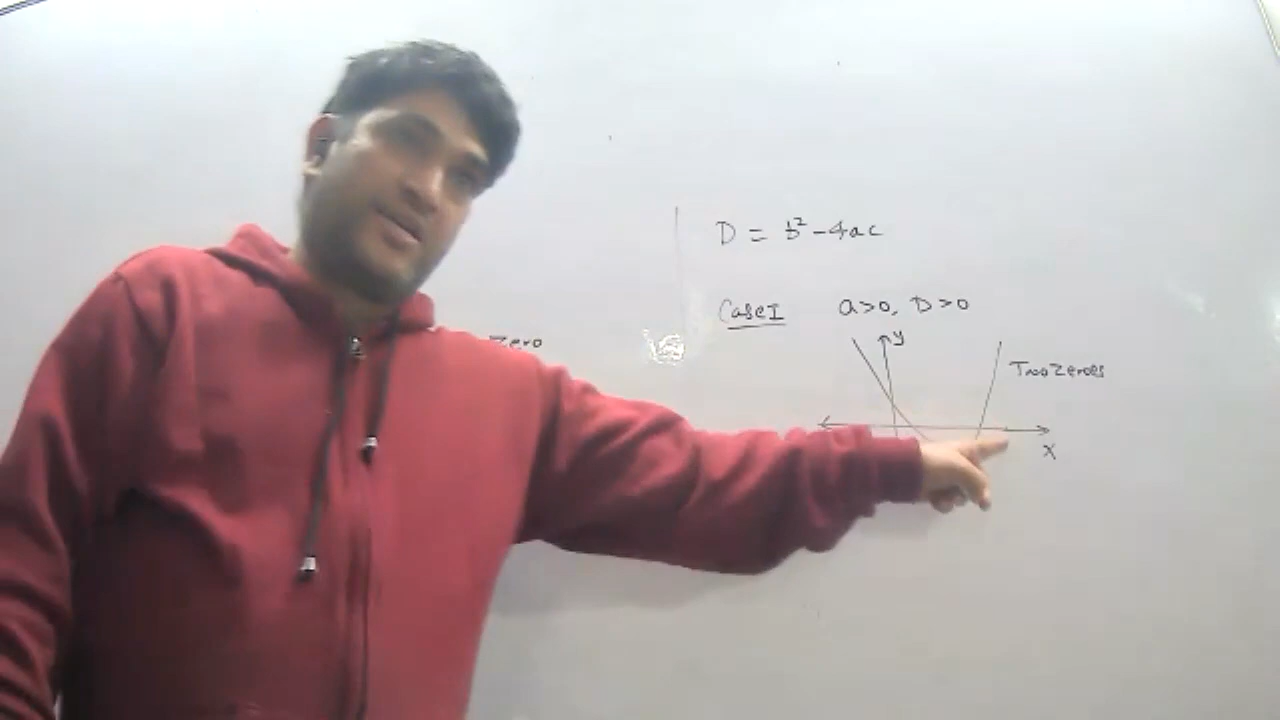 D = b² - 4ac
Case I a>0, D>0
y
Two Zeroes
Zero
x